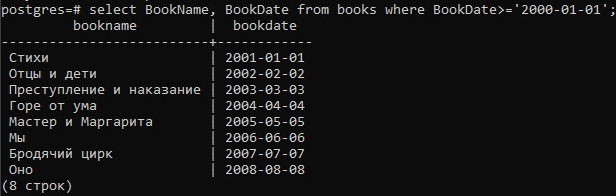 postgres=# select BookName, BookDate from books where BookDate>='2000-01-01';
        bookname          |  bookdate
--------------------------+------------
 Стихи                    | 2001-01-01
 Отцы и дети              | 2002-02-02
 Преступление и наказание | 2003-03-03
 Горе от ума              | 2004-04-04
 Мастер и Маргарита       | 2005-05-05
 Мы                       | 2006-06-06
 Бродячий цирк            | 2007-07-07
 Оно                      | 2008-08-08
(8 строк)